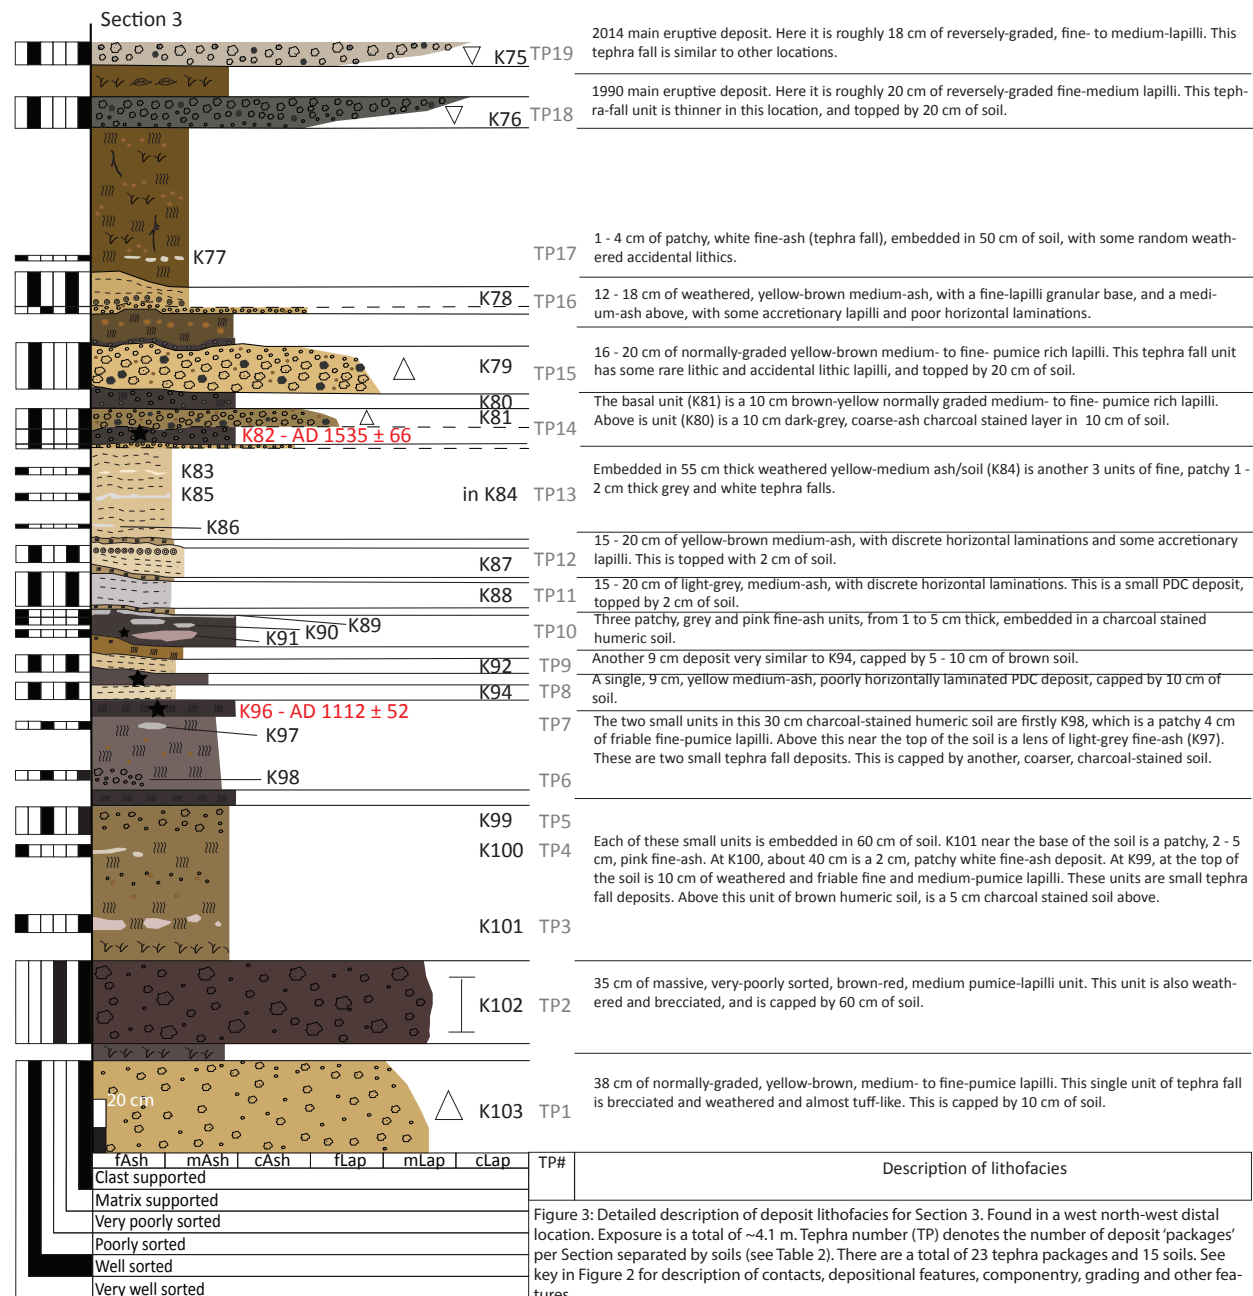 Section 3
K75 TP19
2014 main eruptive deposit. Here it is roughly 18 cm of reversely-graded, fine- to medium-lapilli. This
tephra fall is similar to other locations.
K76 TP18
1990 main eruptive deposit. Here it is roughly 20 cm of reversely-graded fine-medium lapilli. This teph-
ra-fall unit is thinner in this location, and topped by 20 cm of soil.
K77 TP17
1 - 4 cm of patchy, white fine-ash (tephra fall), embedded in 50 cm of soil, with some random weath-
ered accidental lithics.
K78 TP16
12 - 18 cm of weathered, yellow-brown medium-ash, with a fine-lapilli granular base, and a medi-
um-ash above, with some accretionary lapilli and poor horizontal laminations.
K79 TP15
16 - 20 cm of normally-graded yellow-brown medium- to fine- pumice rich lapilli. This tephra fall unit
has some rare lithic and accidental lithic lapilli, and topped by 20 cm of soil.
K80
K81
K82 - AD 1535 ± 66
TP14
The basal unit (K81) is a 10 cm brown-yellow normally graded medium- to fine- pumice rich lapilli.
Above is unit (K80) is a 10 cm dark-grey, coarse-ash charcoal stained layer in 10 cm of soil.
K83
K85
in K84 TP13
K86
Embedded in 55 cm thick weathered yellow-medium ash/soil (K84) is another 3 units of fine, patchy 1 -
2 cm thick grey and white tephra falls.
K87 TP12
15 - 20 cm of yellow-brown medium-ash, with discrete horizontal laminations and some accretionary
lapilli. This is topped with 2 cm of soil.
K88 TP11
15 - 20 cm of light-grey, medium-ash, with discrete horizontal laminations. This is a small PDC deposit,
topped by 2 cm of soil.
K89
K90
K91
TP10
Three patchy, grey and pink fine-ash units, from 1 to 5 cm thick, embedded in a charcoal stained
humeric soil.
K92 TP9
Another 9 cm deposit very similar to K94, capped by 5 - 10 cm of brown soil.
K94 TP8
A single, 9 cm, yellow medium-ash, poorly horizontally laminated PDC deposit, capped by 10 cm of
soil.
K96 - AD 1112 ± 52
K97
TP7
K98
TP6
The two small units in this 30 cm charcoal-stained humeric soil are firstly K98, which is a patchy 4 cm
of friable fine-pumice lapilli. Above this near the top of the soil is a lens of light-grey fine-ash (K97).
These are two small tephra fall deposits. This is capped by another, coarser, charcoal-stained soil.
K99 TP5
K100 TP4
K101 TP3
Each of these small units is embedded in 60 cm of soil. K101 near the base of the soil is a patchy, 2 - 5
cm, pink fine-ash. At K100, about 40 cm is a 2 cm, patchy white fine-ash deposit. At K99, at the top of
the soil is 10 cm of weathered and friable fine and medium-pumice lapilli. These units are small tephra
fall deposits. Above this unit of brown humeric soil, is a 5 cm charcoal stained soil above.
K102 TP2
35 cm of massive, very-poorly sorted, brown-red, medium pumice-lapilli unit. This unit is also weath-
ered and brecciated, and is capped by 60 cm of soil.
K103 TP1
38 cm of normally-graded, yellow-brown, medium- to fine-pumice lapilli. This single unit of tephra fall
is brecciated and weathered and almost tuff-like. This is capped by 10 cm of soil.
20 cm
fAsh mAsh cAsh fLap mLap cLap
TP#
Description of lithofacies
Clast supported
Matrix supported
Very poorly sorted
Poorly sorted
Well sorted
Very well sorted
Figure 3: Detailed description of deposit lithofacies for Section 3. Found in a west north-west distal
location. Exposure is a total of ~4.1 m. Tephra number (TP) denotes the number of deposit 'packages'
per Section separated by soils (see Table 2). There are a total of 23 tephra packages and 15 soils. See
key in Figure 2 for description of contacts, depositional features, componentry, grading and other fea-
tures.